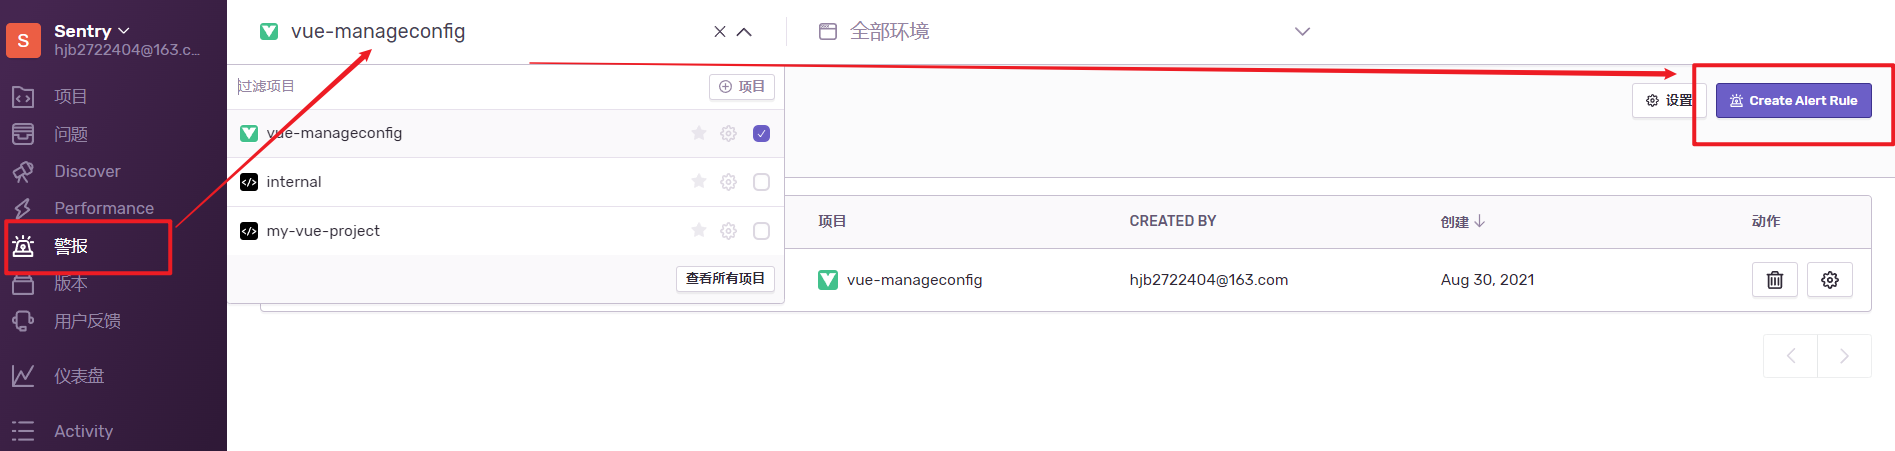 S
Sentry
hjb2722404@163.c...
项目
问题
Discover
Performance
警报
版本
用户反馈
仪表盘
Activity
vue-manageconfig
全部环境
过滤项目
项目
vue-manageconfig
internal
my-vue-project
查看所有项目
设置
Create Alert Rule
项目
CREATED BY
创建
动作
vue-manageconfig
hjb2722404@163.com
Aug 30, 2021